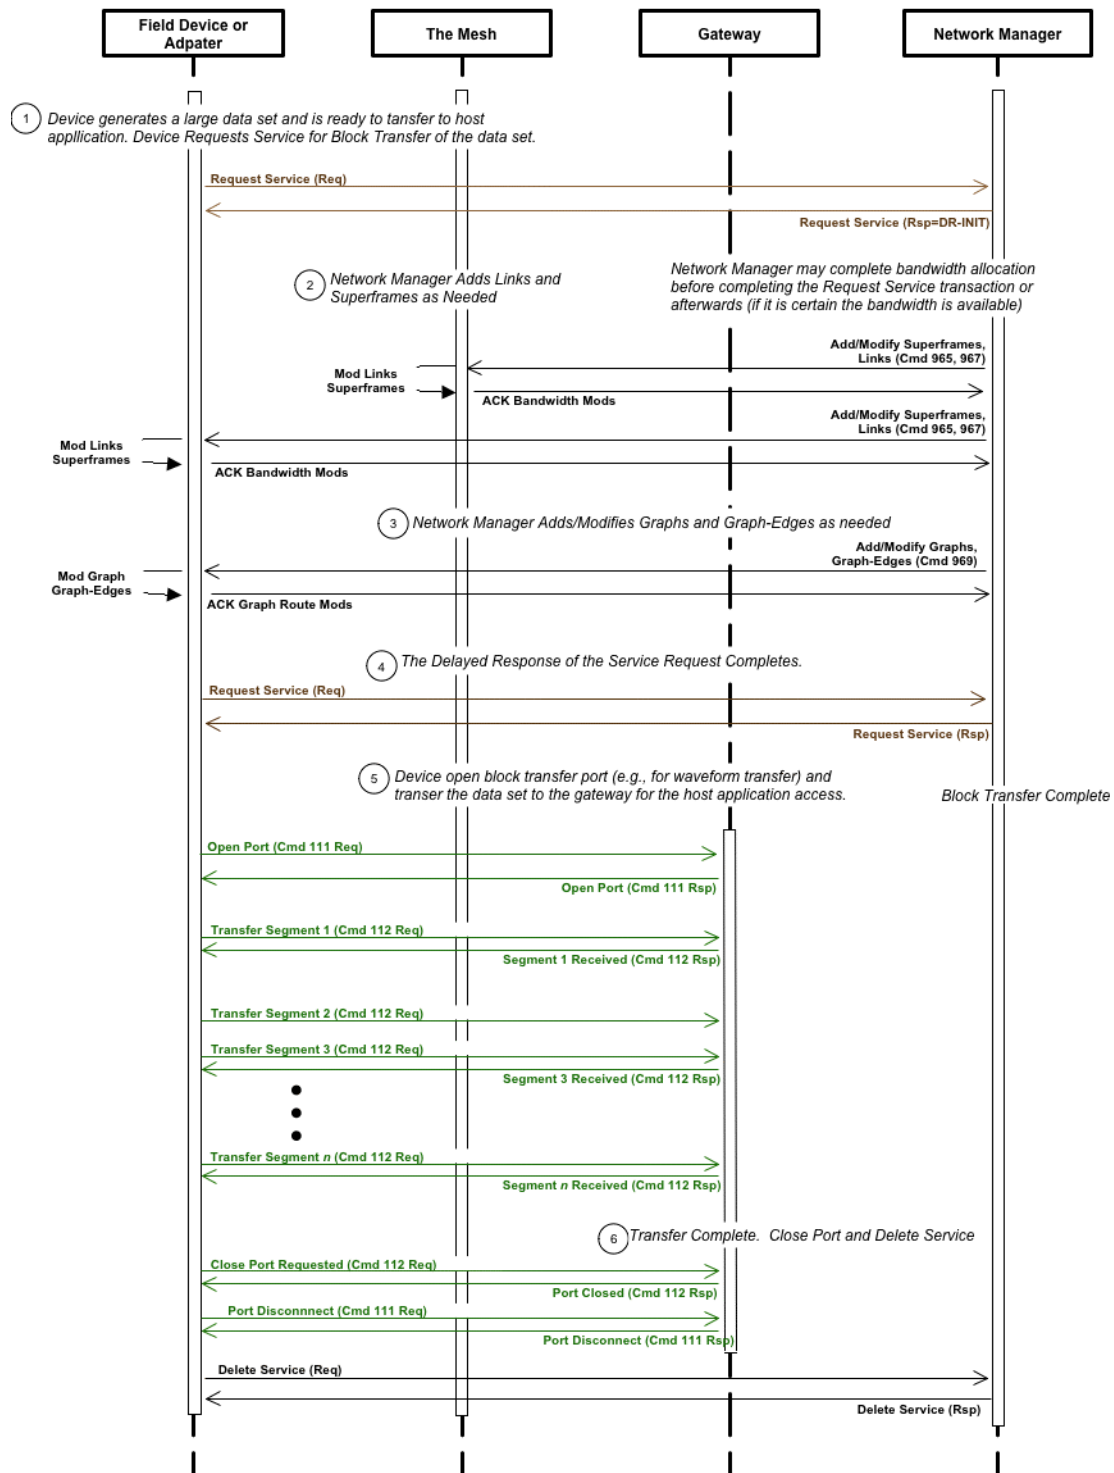 Field Device or
Adpater
The Mesh
Gateway
Network Manager
1
Device generates a large data set and is ready to tansfer to host
appllication. Device Requests Service for Block Transfer of the data set.
Request Service (Req)
Request Service (Rsp=DR-INIT)
2
Network Manager Adds Links and
Superframes as Needed
Network Manager may complete bandwidth allocation
before completing the Request Service transaction or
afterwards (if it is certain the bandwidth is available)
Add/Modify Superframes,
Links (Cmd 965, 967)
Mod Links
Superframes
ACK Bandwidth Mods
Add/Modify Superframes,
Links (Cmd 965, 967)
Mod Links
Superframes
ACK Bandwidth Mods
3
Network Manager Adds/Modifies Graphs and Graph-Edges as needed
Add/Modify Graphs,
Graph-Edges (Cmd 969)
Mod Graph
Graph-Edges
ACK Graph Route Mods
4
The Delayed Response of the Service Request Completes.
Request Service (Req)
Request Service (Rsp)
5
Device open block transfer port (e.g., for waveform transfer) and
transer the data set to the gateway for the host application access.
Block Transfer Complete
Open Port (Cmd 111 Req)
Open Port (Cmd 111 Rsp)
Transfer Segment 1 (Cmd 112 Req)
Segment 1 Received (Cmd 112 Rsp)
Transfer Segment 2 (Cmd 112 Req)
Transfer Segment 3 (Cmd 112 Req)
Segment 3 Received (Cmd 112 Rsp)
Transfer Segment n (Cmd 112 Req)
Segment n Received (Cmd 112 Rsp)
6
Transfer Complete. Close Port and Delete Service
Close Port Requested (Cmd 112 Req)
Port Closed (Cmd 112 Rsp)
Port Disconnnect (Cmd 111 Req)
Port Disconnect (Cmd 111 Rsp)
Delete Service (Req)
Delete Service (Rsp)